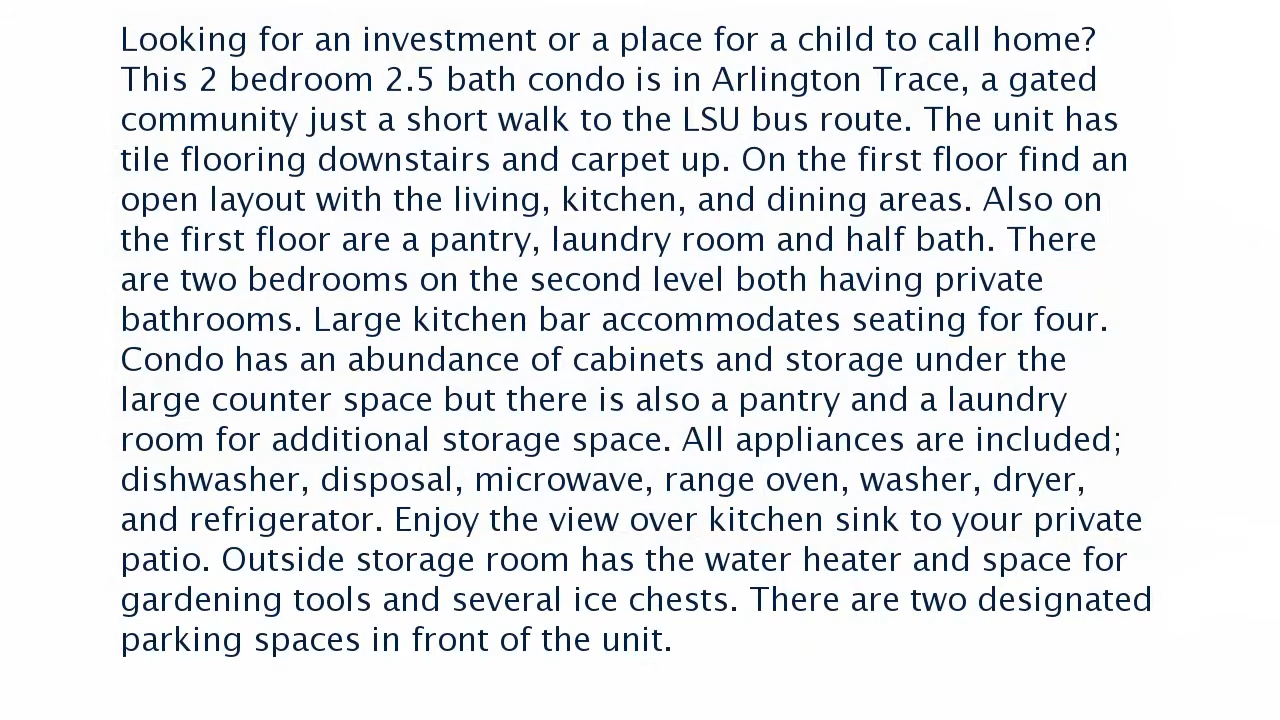 Looking for an investment or a place for a child to call home?
This 2 bedroom 2.5 bath condo is in Arlington Trace, a gated
community just a short walk to the LSU bus route. The unit has
tile flooring downstairs and carpet up. On the first floor find an
open layout with the living, kitchen, and dining areas. Also on
the first floor are a pantry, laundry room and half bath. There
are two bedrooms on the second level both having private
bathrooms. Large kitchen bar accommodates seating for four.
Condo has an abundance of cabinets and storage under the
large counter space but there is also a pantry and a laundry
room for additional storage space. All appliances are included;
dishwasher, disposal, microwave, range oven, washer, dryer,
and refrigerator. Enjoy the view over kitchen sink to your private
patio. Outside storage room has the water heater and space for
gardening tools and several ice chests. There are two designated
parking spaces in front of the unit.